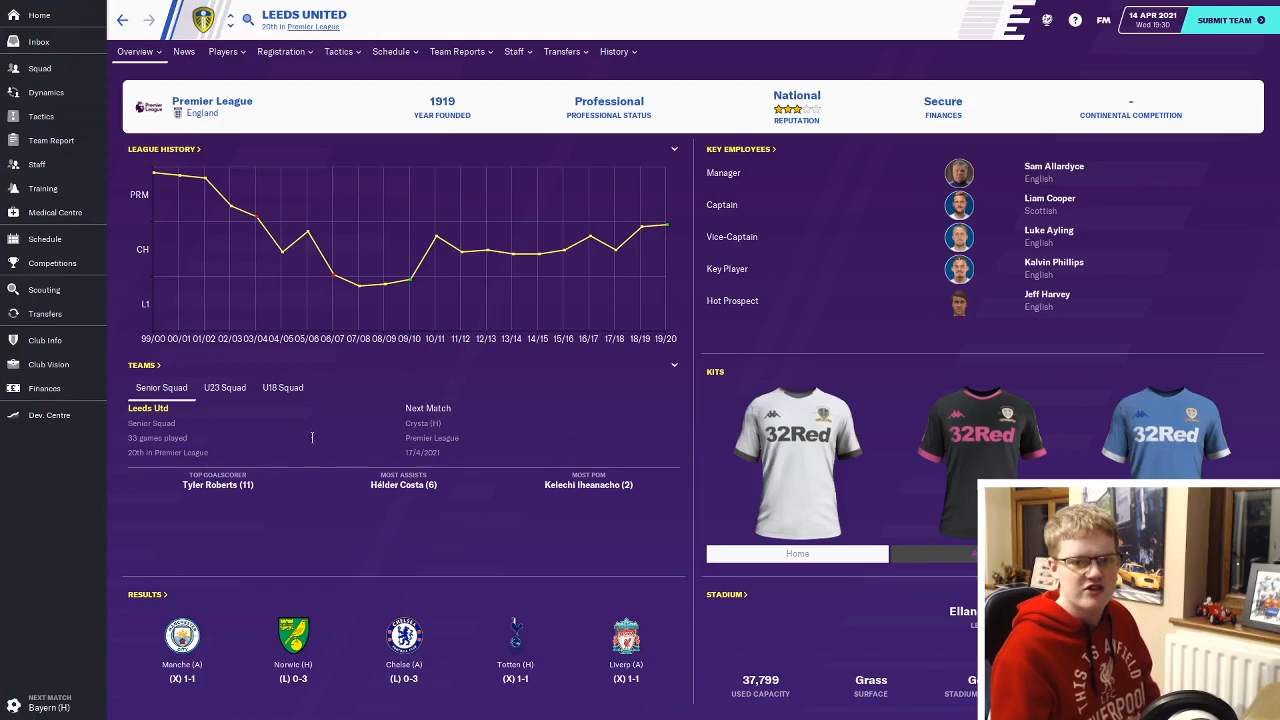 LEEDS UNITED
20th in Premier League
FM
14 APR 2021
Wed 19:30
SUBMIT TEAM
Inbox
Squad
Dynamics
Tactics
Team Report
Staff
Training
Medical Centre
Schedule
Competitions
Scouting
Transfers
Club Info
Club Vision
Finances
Dev. Centre
NEXT MATCH
Bayer (H)
Overview
News
Players
Registration
Tactics
Schedule
Team Reports
Staff
Transfers
History
Premier League
England
1919
YEAR FOUNDED
Professional
PROFESSIONAL STATUS
National
REPUTATION
Secure
FINANCES
-
CONTINENTAL COMPETITION
LEAGUE HISTORY >
PRM
CH
L1
99/00 00/01 01/02 02/03 03/04 04/05 05/06 06/07 07/08 08/09 09/10 10/11 11/12 12/13 13/14 14/15 15/16 16/17 17/18 18/19 19/20
KEY EMPLOYEES >
Manager
Sam Allardyce
English
Captain
Liam Cooper
Scottish
Vice-Captain
Luke Ayling
English
Key Player
Kalvin Phillips
English
Hot Prospect
Jeff Harvey
English
TEAMS >
Senior Squad
U23 Squad
U18 Squad
Leeds Utd
Senior Squad
33 games played
20th in Premier League
Next Match
Crysta (H)
Premier League
17/4/2021
TOP GOALSCORER
Tyler Roberts (11)
MOST ASSISTS
Hélder Costa (6)
MOST POM
Kelechi Iheanacho (2)
KITS
32Red
32Red
32Red
Home
RESULTS >
Manche (A)
(X) 1-1
Norwic (H)
(L) 0-3
Chelse (A)
(L) 0-3
Totten (H)
(X) 1-1
Liverp (A)
(X) 1-1
STADIUM >
37,799
USED CAPACITY
Grass
SURFACE
THIS IS ANFIELD
LIVERPOOL